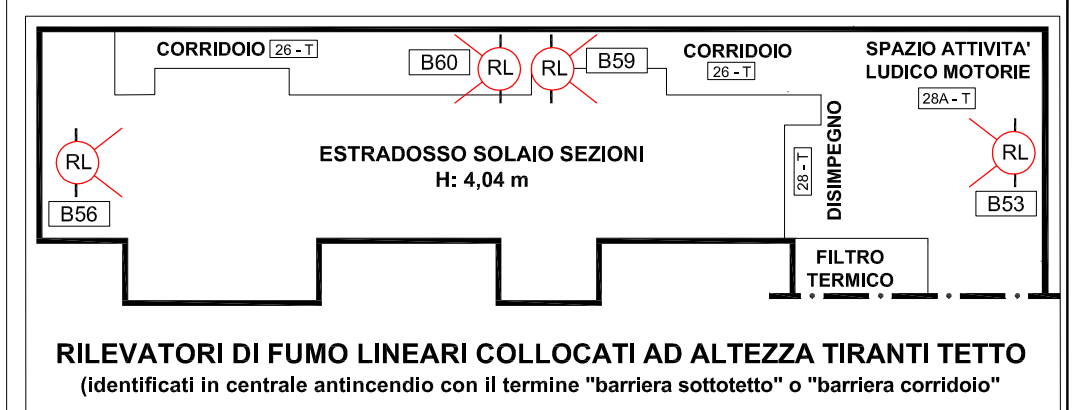 CORRIDOIO 26 - T
B60
RL
RL
B59
CORRIDOIO
26 - T
SPAZIO ATTIVITA'
LUDICO MOTORIE
28A - T
RL
B56
ESTRADOSSO SOLAIO SEZIONI
H: 4,04 m
28 - T
DISIMPEGNO
RL
B53
FILTRO
TERMICO
RILEVATORI DI FUMO LINEARI COLLOCATI AD ALTEZZA TIRANTI TETTO
(identificati in centrale antincendio con il termine "barriera sottotetto" o "barriera corridoio"